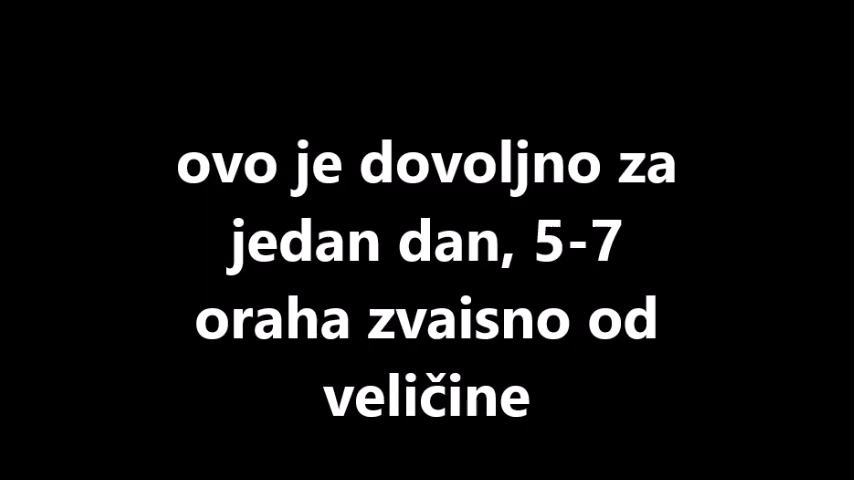 ovo je dovoljno za
jedan dan, 5-7
oraha zvaisno od
veličine